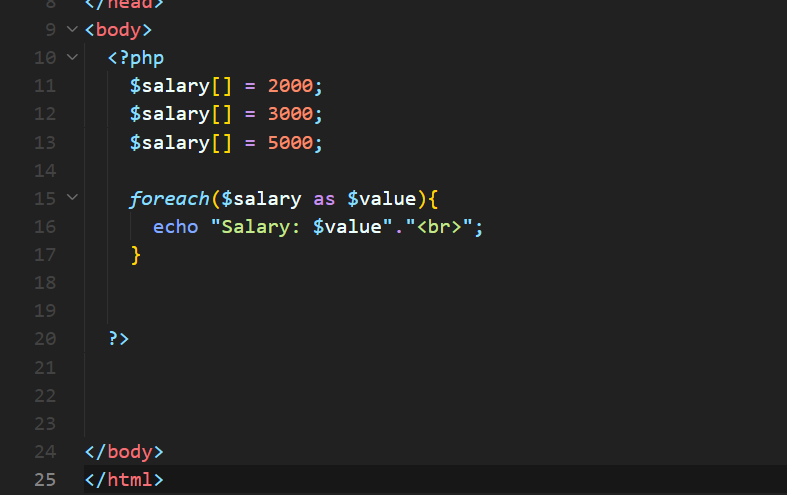 8 </head>
9 <body>
10 <?php
11 $salary[] = 2000;
12 $salary[] = 3000;
13 $salary[] = 5000;
14
15 foreach($salary as $value){
16 echo "Salary: $value"."<br>";
17 }
18
19
20 ?>
21
22
23
24 </body>
25 </html>